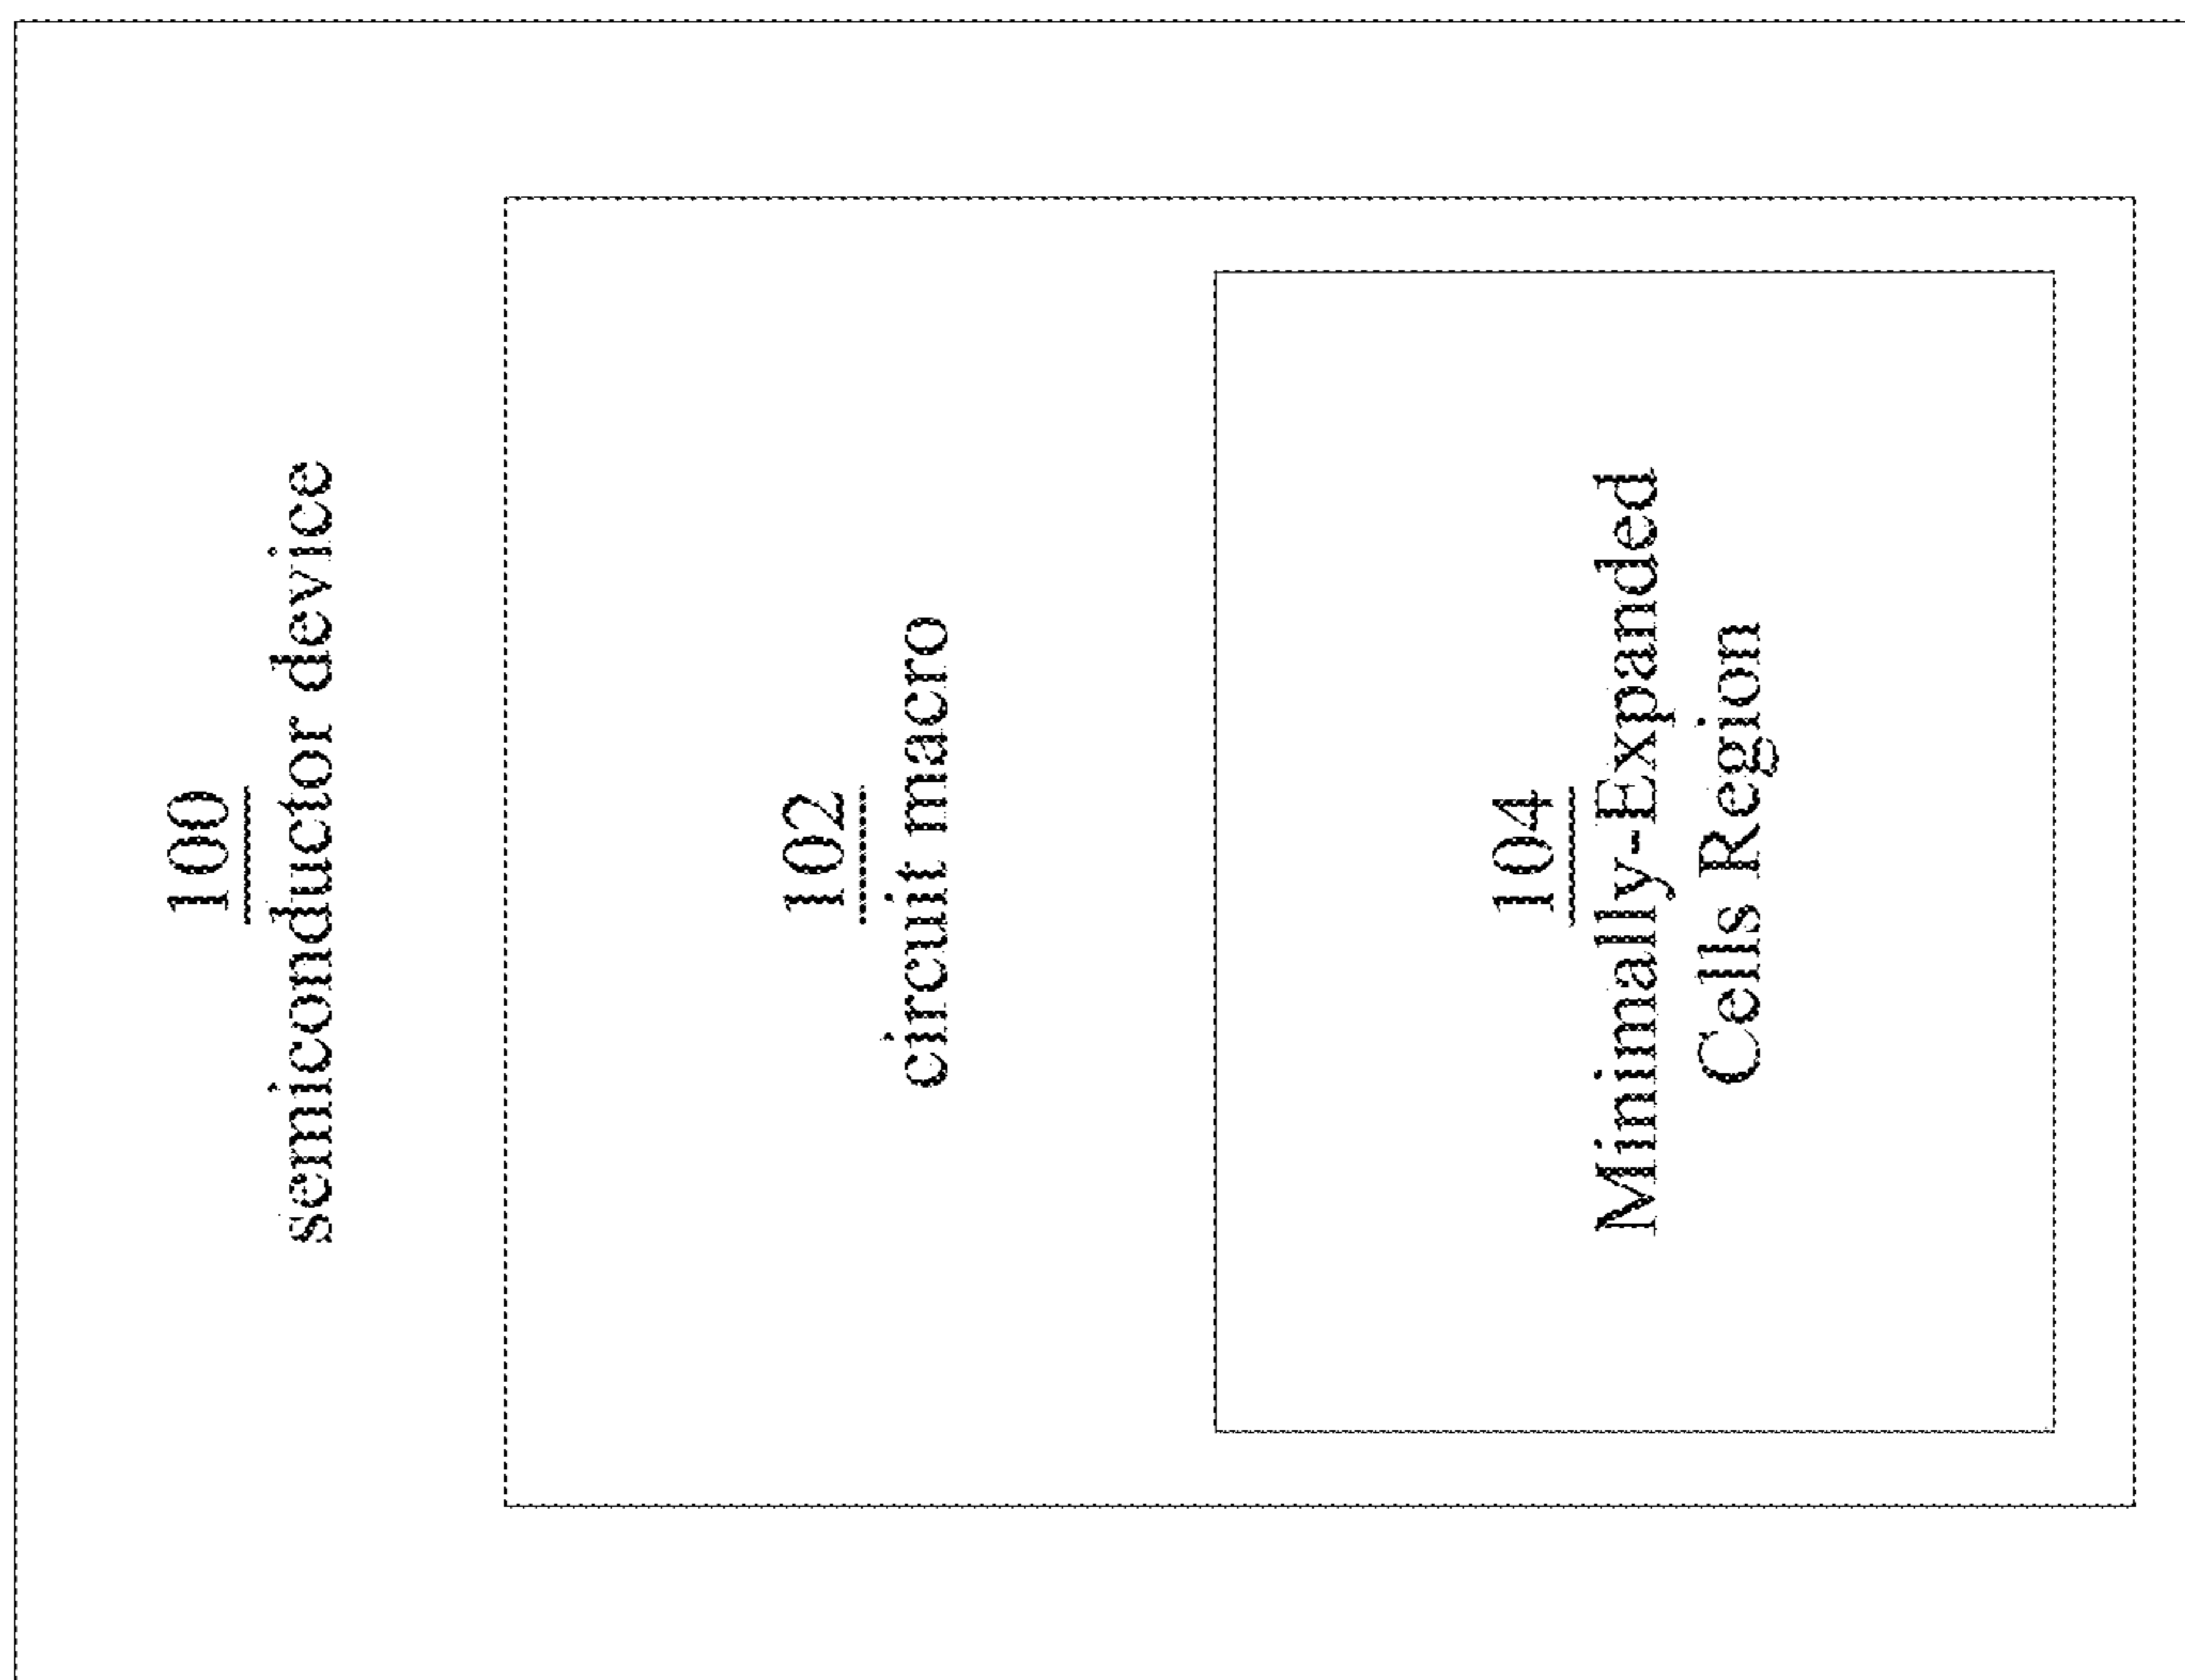 100
semiconductor device
102
circuit macro
104
Minimally-Expanded
Cells Region